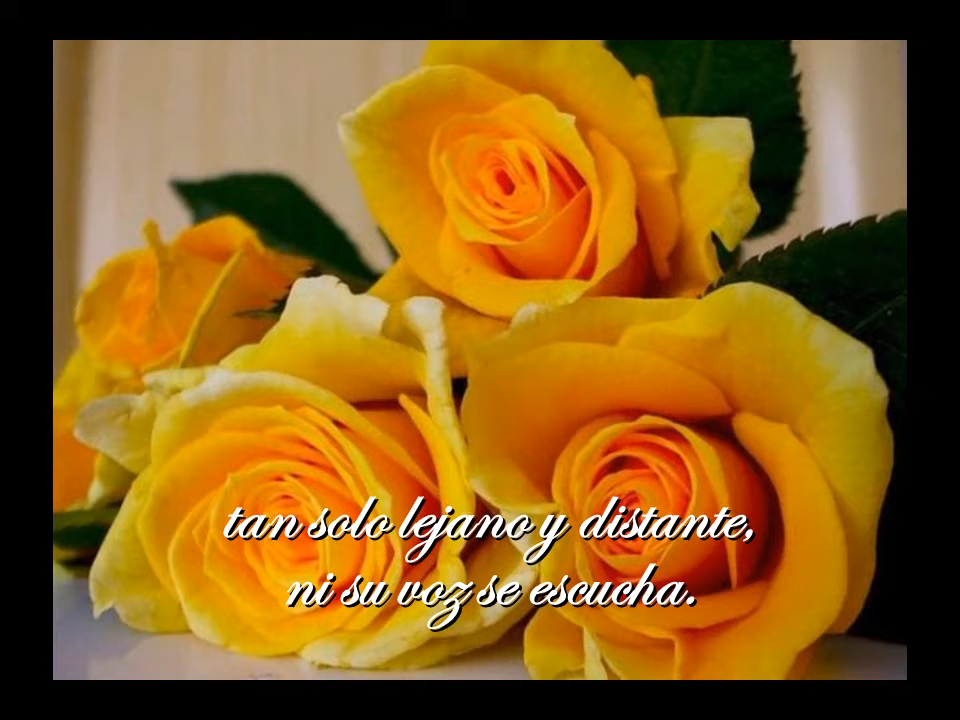 tan solo lejano y distante,
ni su voz se escucha.